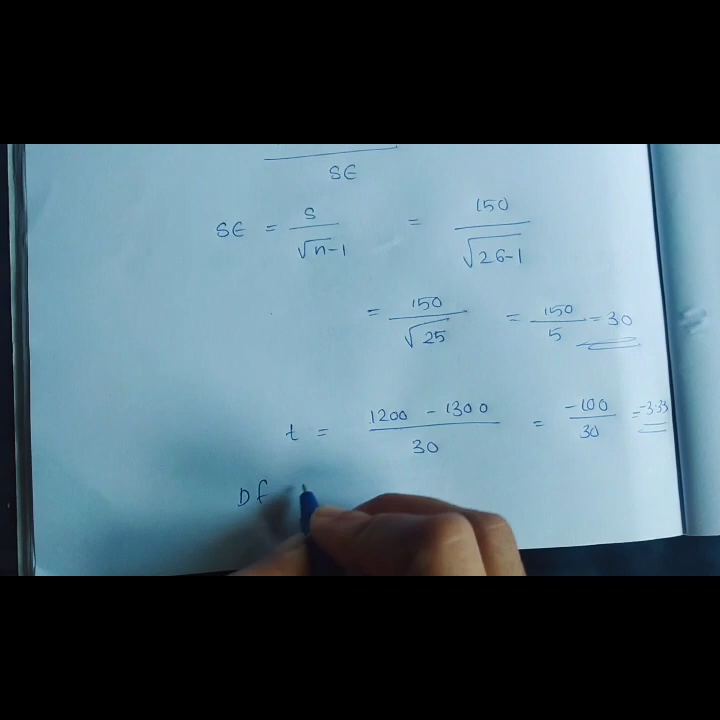 SE
SE = s/√n-1 = 150/√26-1
= 150/√25 = 150/5 = 30
t = 1200 - 1300/30 = -100/30 = -3.33
Df